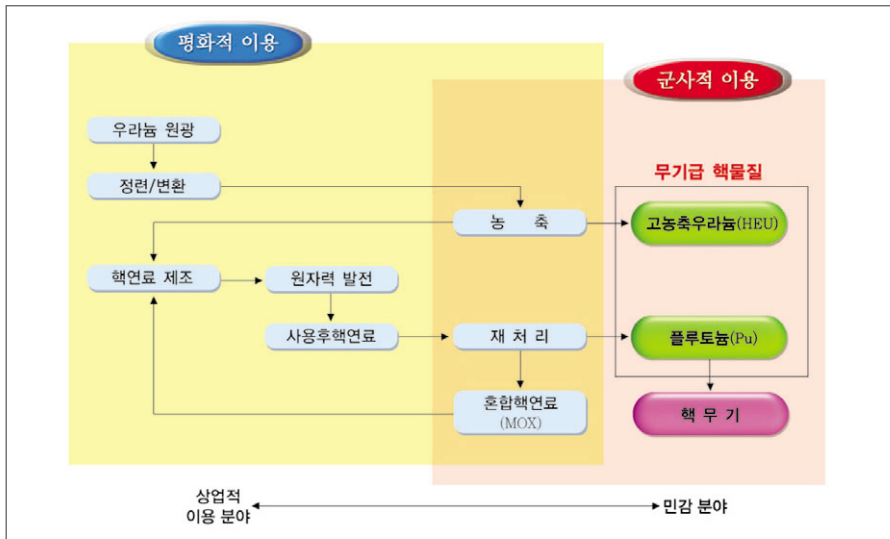 평화적 이용
군사적 이용
우라늄 원광
무기급 핵물질
정련/변환
농 축
고농축우라늄(HEU)
핵연료 제조
원자력 발전
사용후핵연료
재 처 리
플루토늄(Pu)
혼합핵연료
(MOX)
핵 무 기
상업적
이용 분야
민감 분야